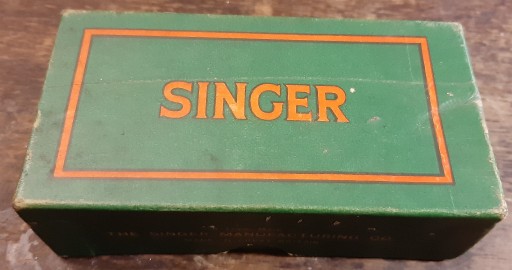 SINGER
THE SINGER MANUFACTURING CO.